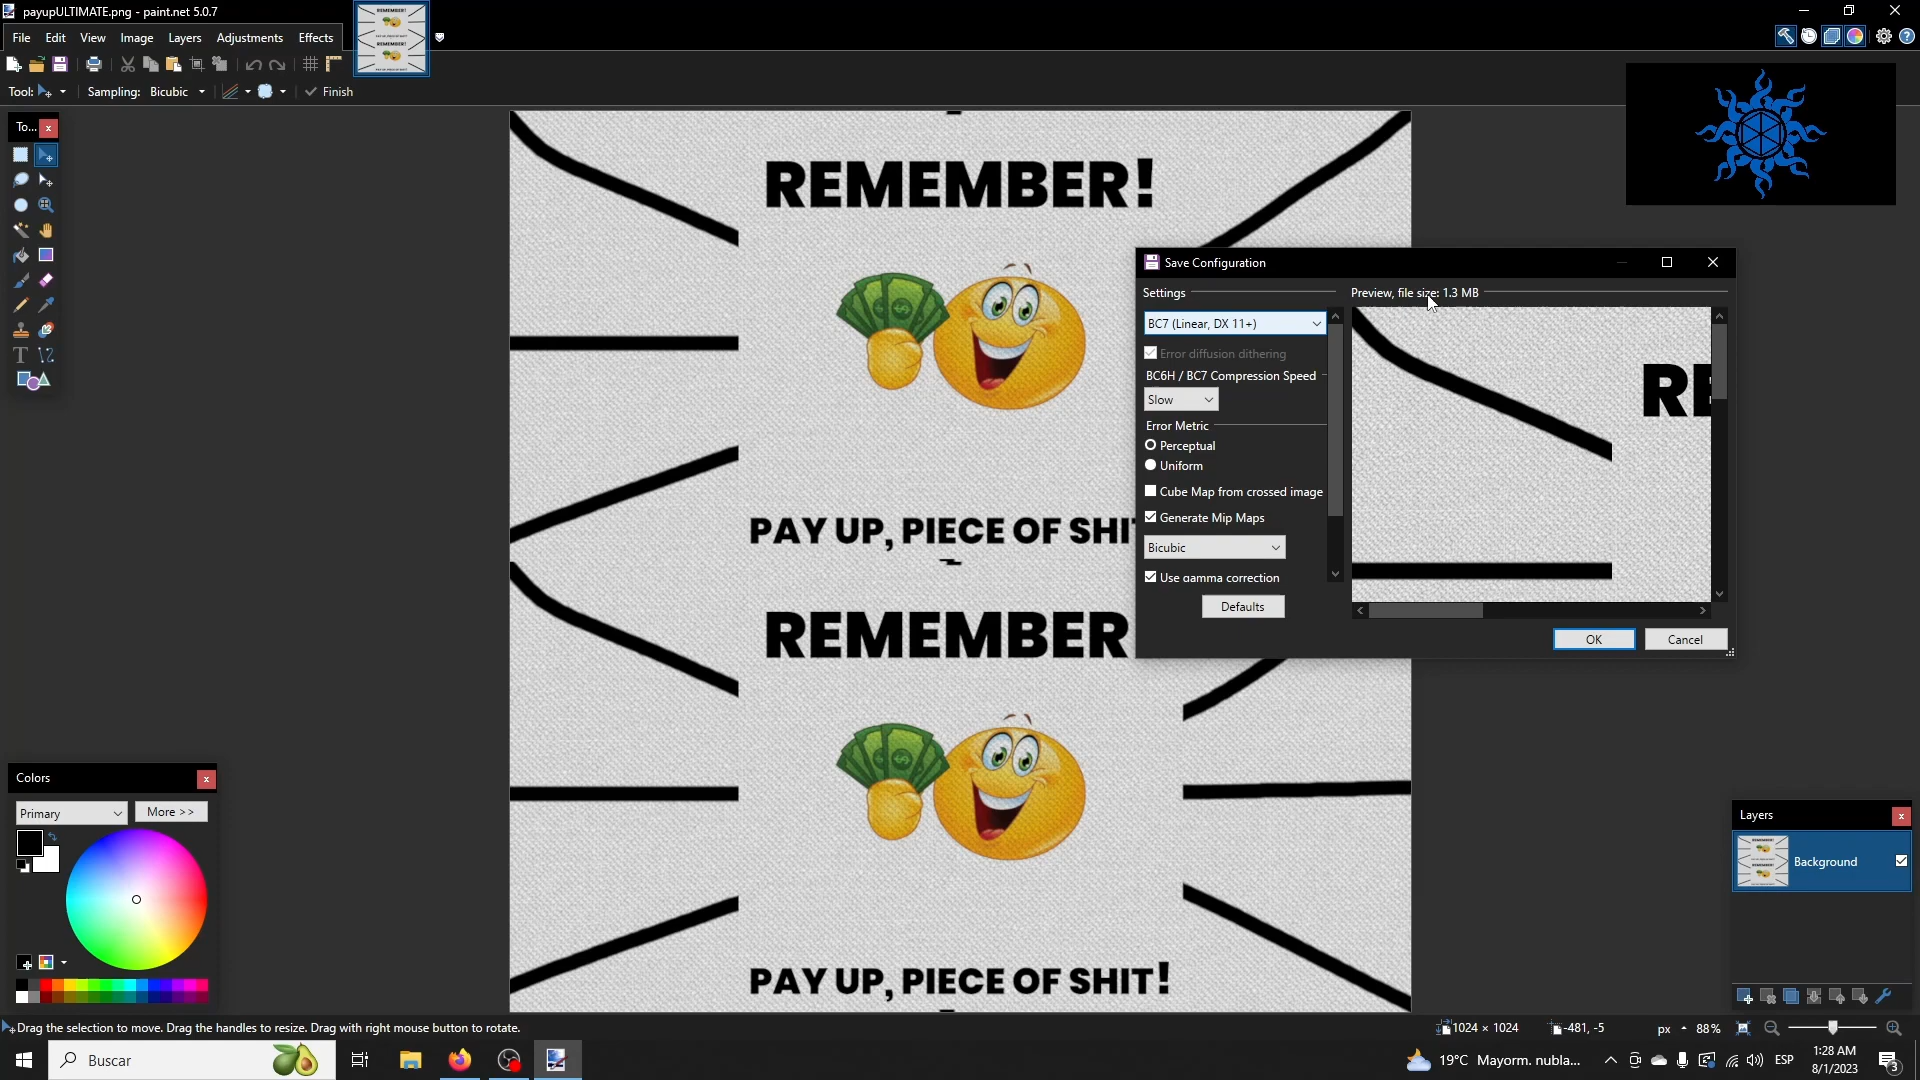 payupULTIMATE.png - paint.net 5.0.7
File Edit View Image Layers Adjustments Effects
Tool: Sampling: Bicubic Finish
To...
REMEMBER!
PAY UP, PIECE OF SHIT
REMEMBER
PAY UP, PIECE OF SHIT!
Save Configuration
Settings
BC7 (Linear, DX 11+)
Error diffusion dithering
BC6H / BC7 Compression Speed
Slow
Error Metric
Perceptual
Uniform
Cube Map from crossed image
Generate Mip Maps
Bicubic
Use gamma correction
Defaults
Preview, file size: 1.3 MB
RE
OK Cancel
Colors
Primary More >>
Layers
Background
Drag the selection to move. Drag the handles to resize. Drag with right mouse button to rotate.
1024 × 1024 -481, -5 px 88%
Buscar
19°C Mayorm. nubla...
ESP
1:28 AM
8/1/2023
3